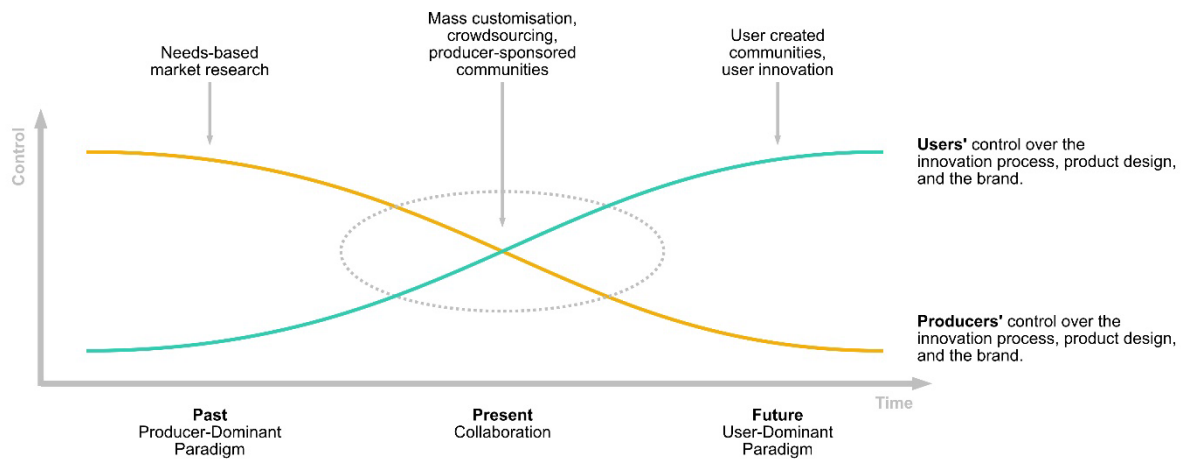 Needs-based
market research
Mass customisation,
crowdsourcing,
producer-sponsored
communities
User created
communities,
user innovation
Control
Users' control over the
innovation process, product design,
and the brand.
Producers' control over the
innovation process, product design,
and the brand.
Time
Past
Producer-Dominant
Paradigm
Present
Collaboration
Future
User-Dominant
Paradigm